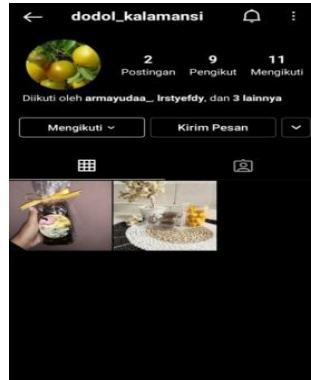 dodol_kalamansi
2 9 11
Postingan Pengikut Mengikuti
Diikuti oleh armayudaa_, lrstyefdy, dan 3 lainnya
Mengikuti Kirim Pesan